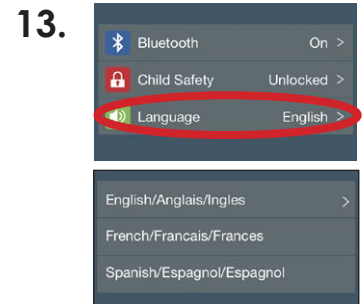 13.
Bluetooth On >
Child Safety Unlocked >
Language English >
English/Anglais/Ingles >
French/Francais/Frances
Spanish/Espagnol/Espagnol